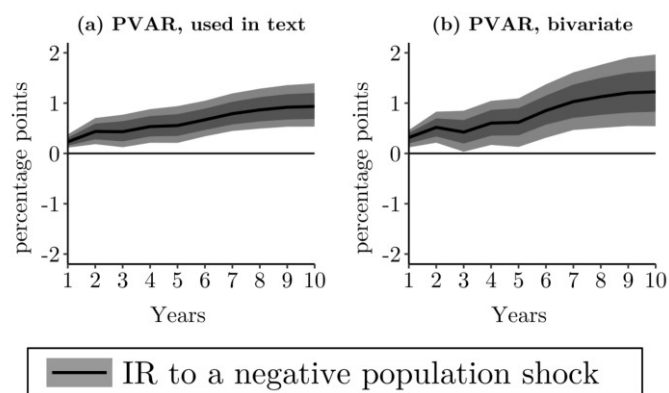 (a) PVAR, used in text
(b) PVAR, bivariate
percentage points
2
1
0
-1
-2
1 2 3 4 5 6 7 8 9 10
Years
percentage points
2
1
0
-1
-2
1 2 3 4 5 6 7 8 9 10
Years
IR to a negative population shock